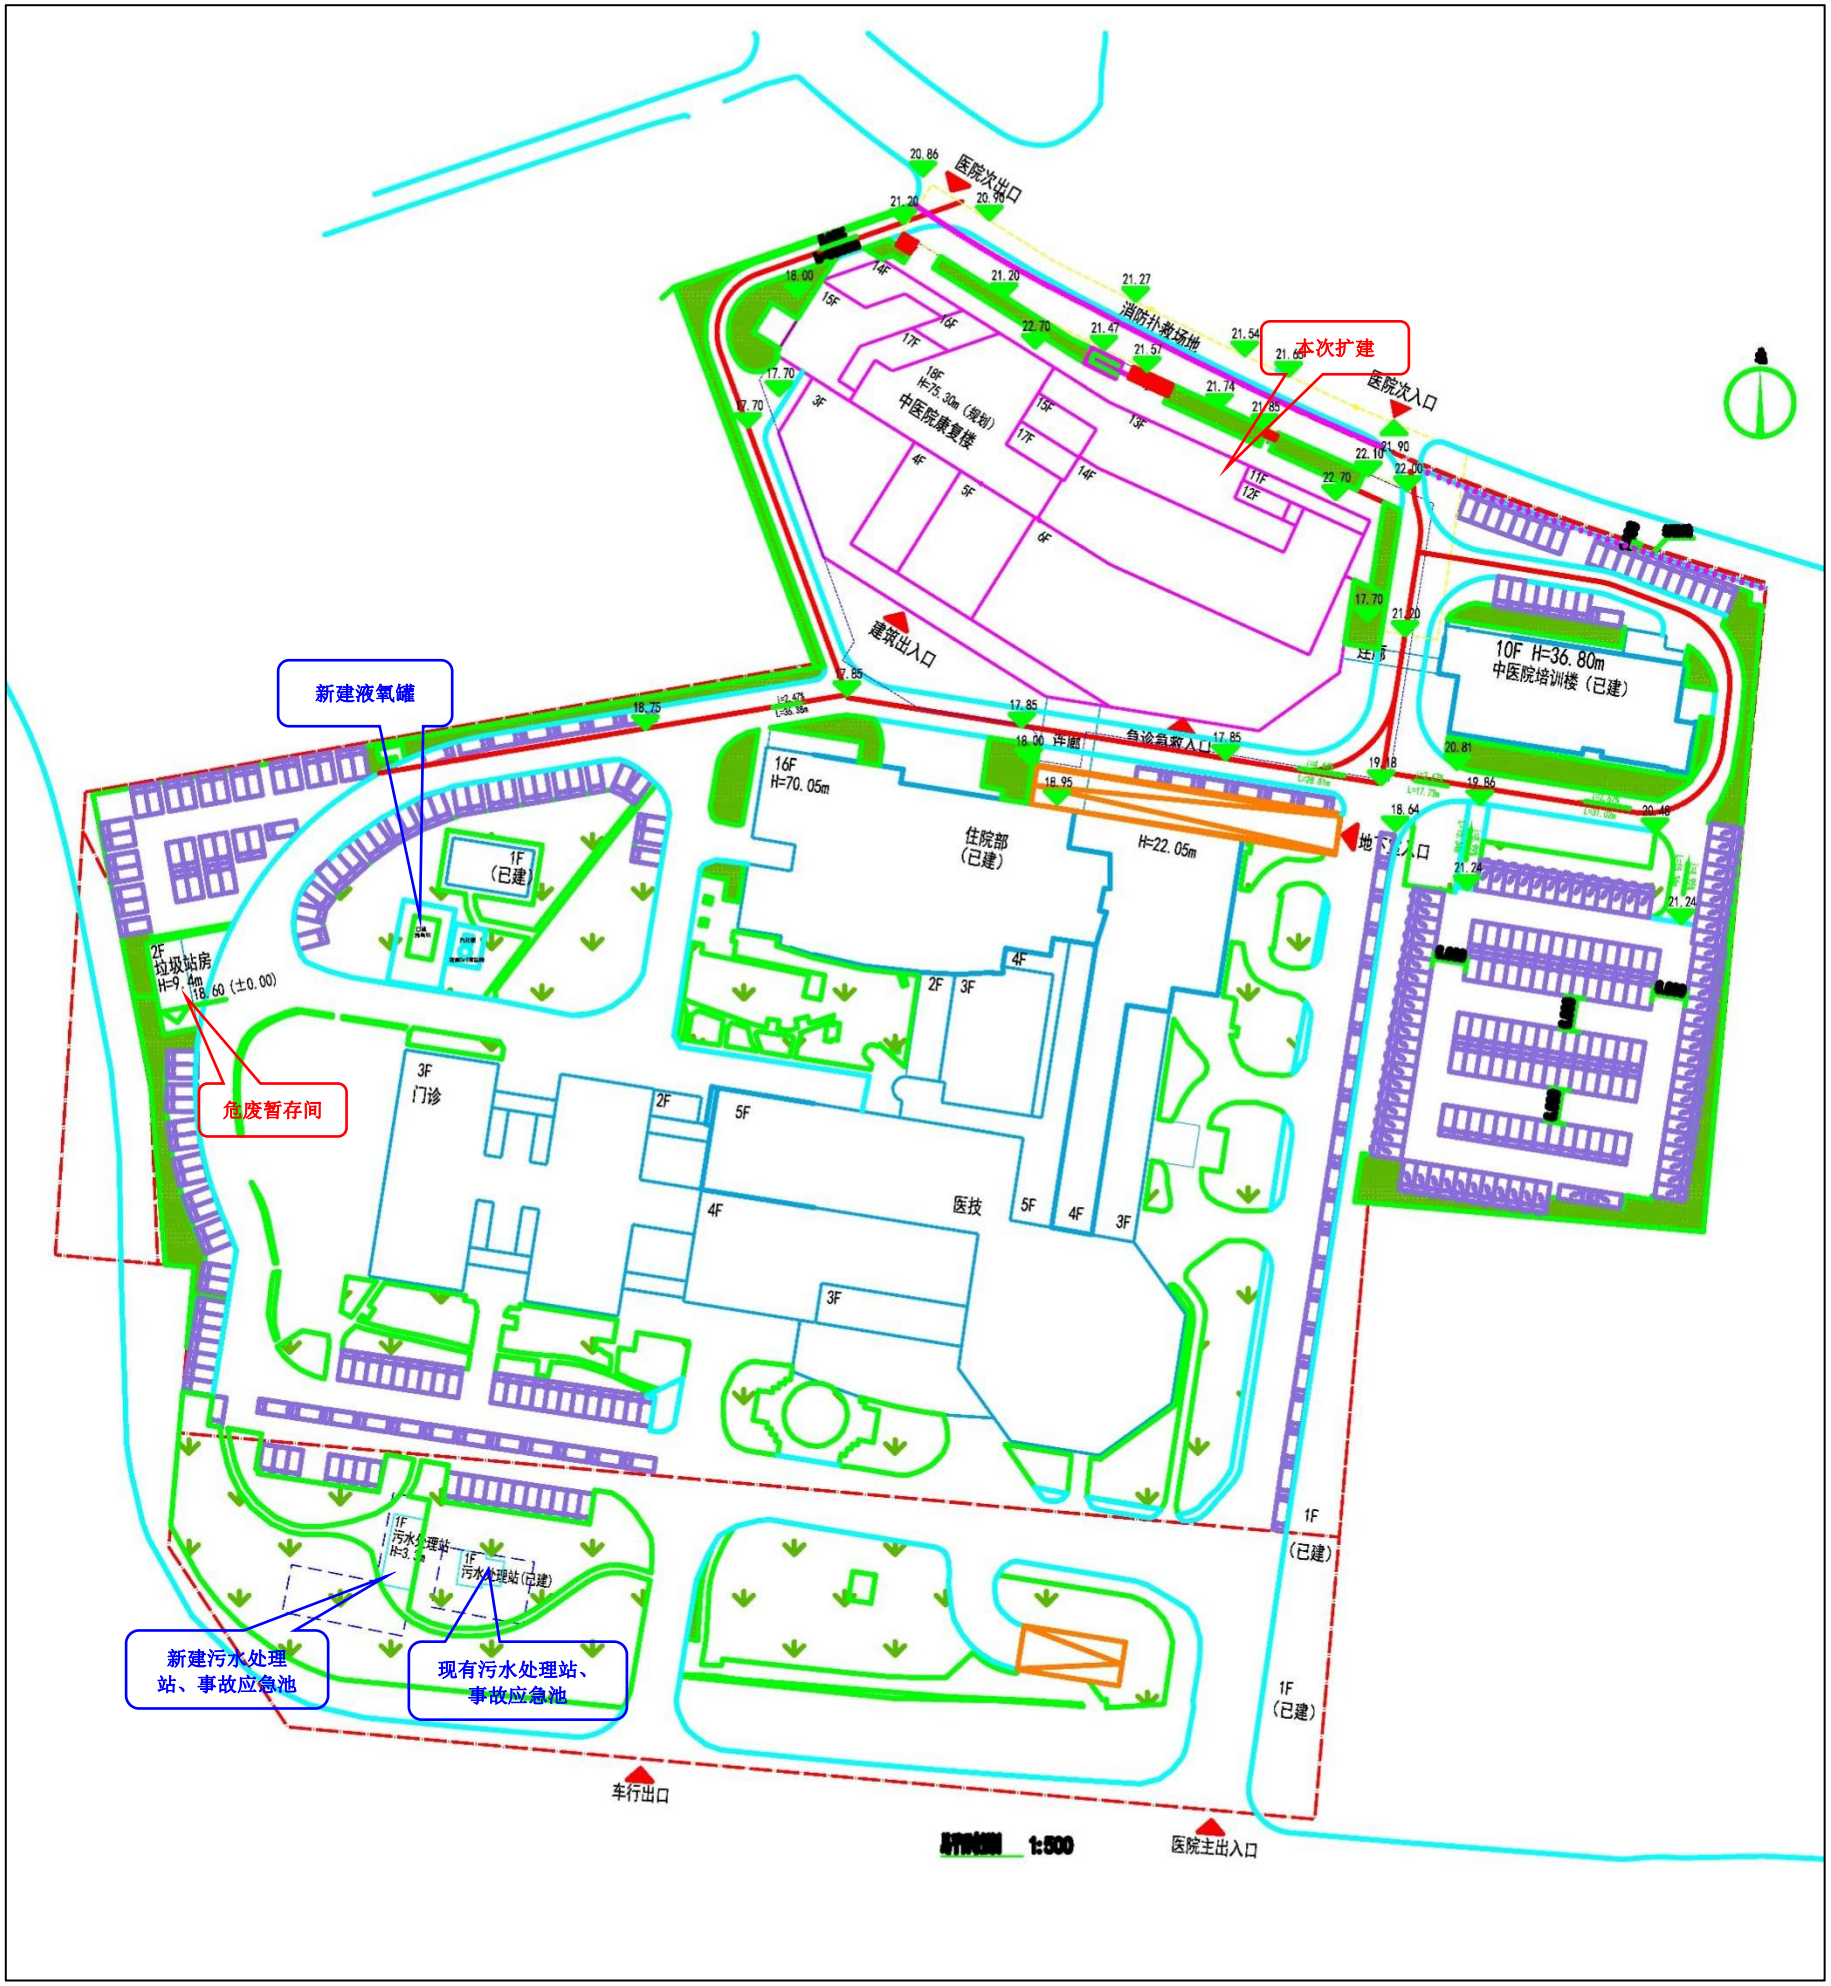 20.86
医院次出口
20.90
21.20
14F
18.00
15F
21.20
21.27
消防扑救场地
16F
17F
22.70
21.47
21.57
21.54
本次扩建
医院次入口
17.70
17.70
3F
18F
H=75.30m（规划）
中医院康复楼
15F
17F
13F
21.74
21.85
21.90
22.10
22.00
22.70
14F
11F
12F
4F
5F
6F
17.70
建筑出入口
10F H=36.80m
中医院培训楼（已建）
新建液氧罐
18.75
i=2.47%
L=36.38m
17.85
17.85
18.00
连廊
急诊急救入口
17.85
20.81
19.18
19.86
20.48
18.64
16F
H=70.05m
18.95
住院部
（已建）
H=22.05m
1F
（已建）
21.24
21.24
2F
垃圾站房
H=9.4m
18.60（±0.00）
4F
2F
3F
危废暂存间
3F
门诊
2F
5F
4F
医技
5F
4F
3F
3F
1F
污水处理站
1F
污水处理站(已建)
1F
（已建）
新建污水处理
站、事故应急池
现有污水处理站、
事故应急池
1F
（已建）
车行出口
1:500
医院主出入口